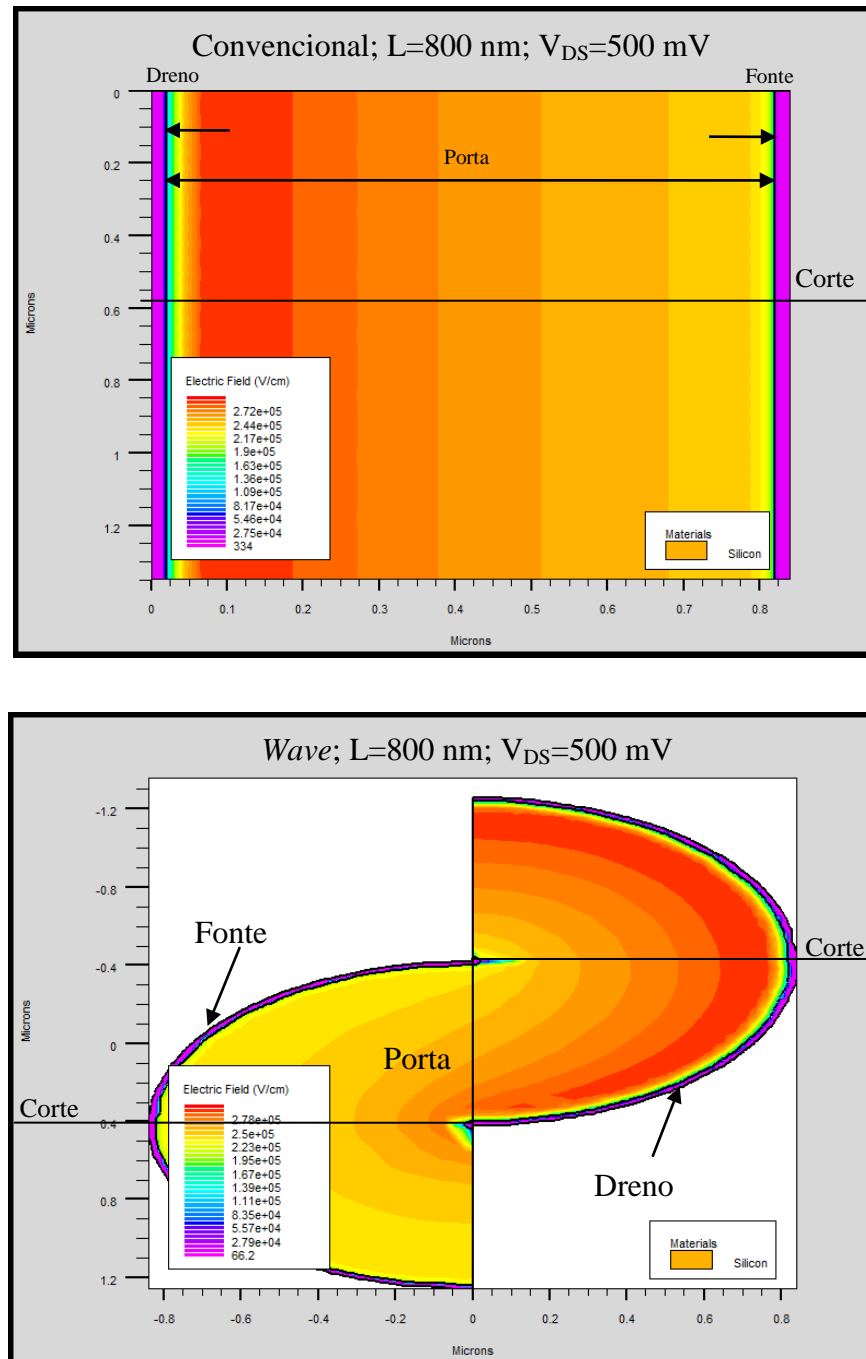 Convencional; L=800 nm; VDS=500 mV
Dreno
Fonte
Porta
Corte
0
0.2
0.4
0.6
0.8
1
1.2
Microns
Electric Field (V/cm)
2.72e+05
2.44e+05
2.17e+05
1.9e+05
1.63e+05
1.36e+05
1.09e+05
8.17e+04
5.46e+04
2.75e+04
334
Materials
Silicon
0 0.1 0.2 0.3 0.4 0.5 0.6 0.7 0.8
Microns
Wave; L=800 nm; VDS=500 mV
-1.2
-0.8
-0.4
0
0.4
0.8
1.2
Microns
Fonte
Corte
Porta
Corte
Dreno
Electric Field (V/cm)
2.78e+05
2.5e+05
2.23e+05
1.95e+05
1.67e+05
1.39e+05
1.11e+05
8.35e+04
5.57e+04
2.79e+04
66.2
Materials
Silicon
-0.8 -0.6 -0.4 -0.2 0 0.2 0.4 0.6 0.8
Microns